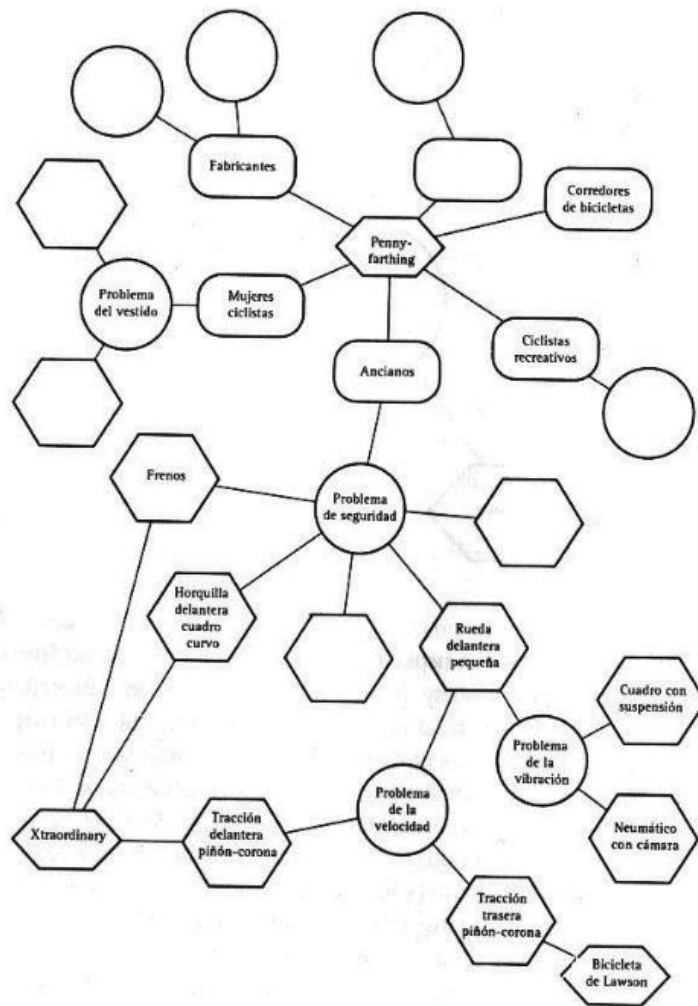 Fabricantes
Corredores
de bicicletas
Penny-
farthing
Problema
del vestido
Mujeres
ciclistas
Ciclistas
recreativos
Ancianos
Frenos
Problema
de seguridad
Horquilla
delantera
cuadro
curvo
Rueda
delantera
pequeña
Cuadro con
suspensión
Problema
de la
vibración
Problema
de la
velocidad
Xtraordinary
Tracción
delantera
piñón-corona
Neumático
con cámara
Tracción
trasera
piñón-corona
Bicicleta
de Lawson